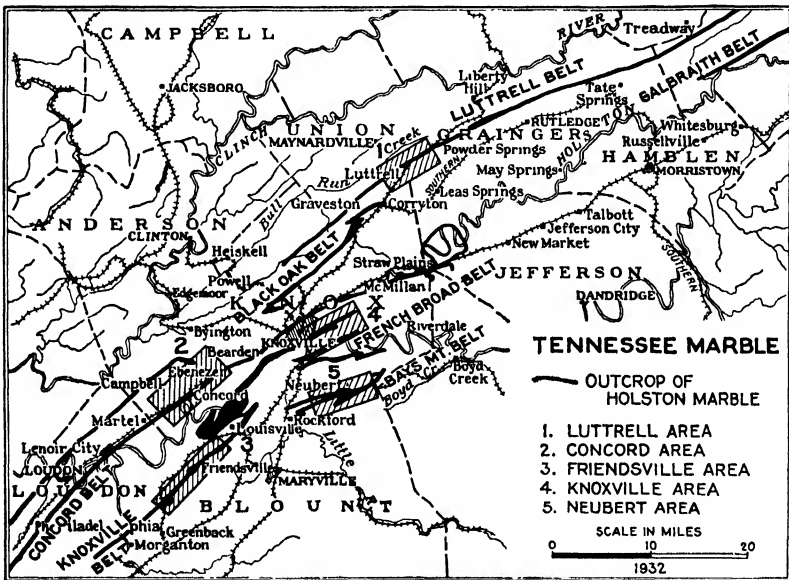 CAMPBELL
RIVER
Treadway
JACKSBORO
Liberty
Hill
LUTTRELL BELT
Tate
Springs
GALBRAITH BELT
CLINCH
UNION
MAYNARDVILLE
Creek
GRAINGER
RUTLEDGE
HOLSTON
Whitesburg
Russellville
1
Powder Springs
HAMBLEN
Luttrell
SOUTHERN
May Springs
MORRISTOWN
Bull Run
Leas Springs
ANDERSON
Graveston
Corryton
Talbott
CLINTON
Jefferson City
Heiskell
BLACK OAK BELT
New Market
Straw Plains
SOUTHERN
Powell
McMillan
JEFFERSON
Edgemoor
KNOX
FRENCH BROAD BELT
DANDRIDGE
4
2
Byington
Riverdale
KNOXVILLE
Bearden
BAYS MT. BELT
TENNESSEE MARBLE
Ebenezer
5
Boyd
Creek
Campbell
Neubert
Boyd Cr.
OUTCROP OF
HOLSTON MARBLE
Concord
Martel
Rockford
Louisville
1. LUTTRELL AREA
Lenoir City
3
2. CONCORD AREA
LOUDON
Friendsville
Little R.
3. FRIENDSVILLE AREA
LOUDON
MARYVILLE
4. KNOXVILLE AREA
CONCORD BELT
BLOUNT
5. NEUBERT AREA
Philadelphia
KNOXVILLE
BELT
Greenback
SCALE IN MILES
Morganton
0 10 20
1932